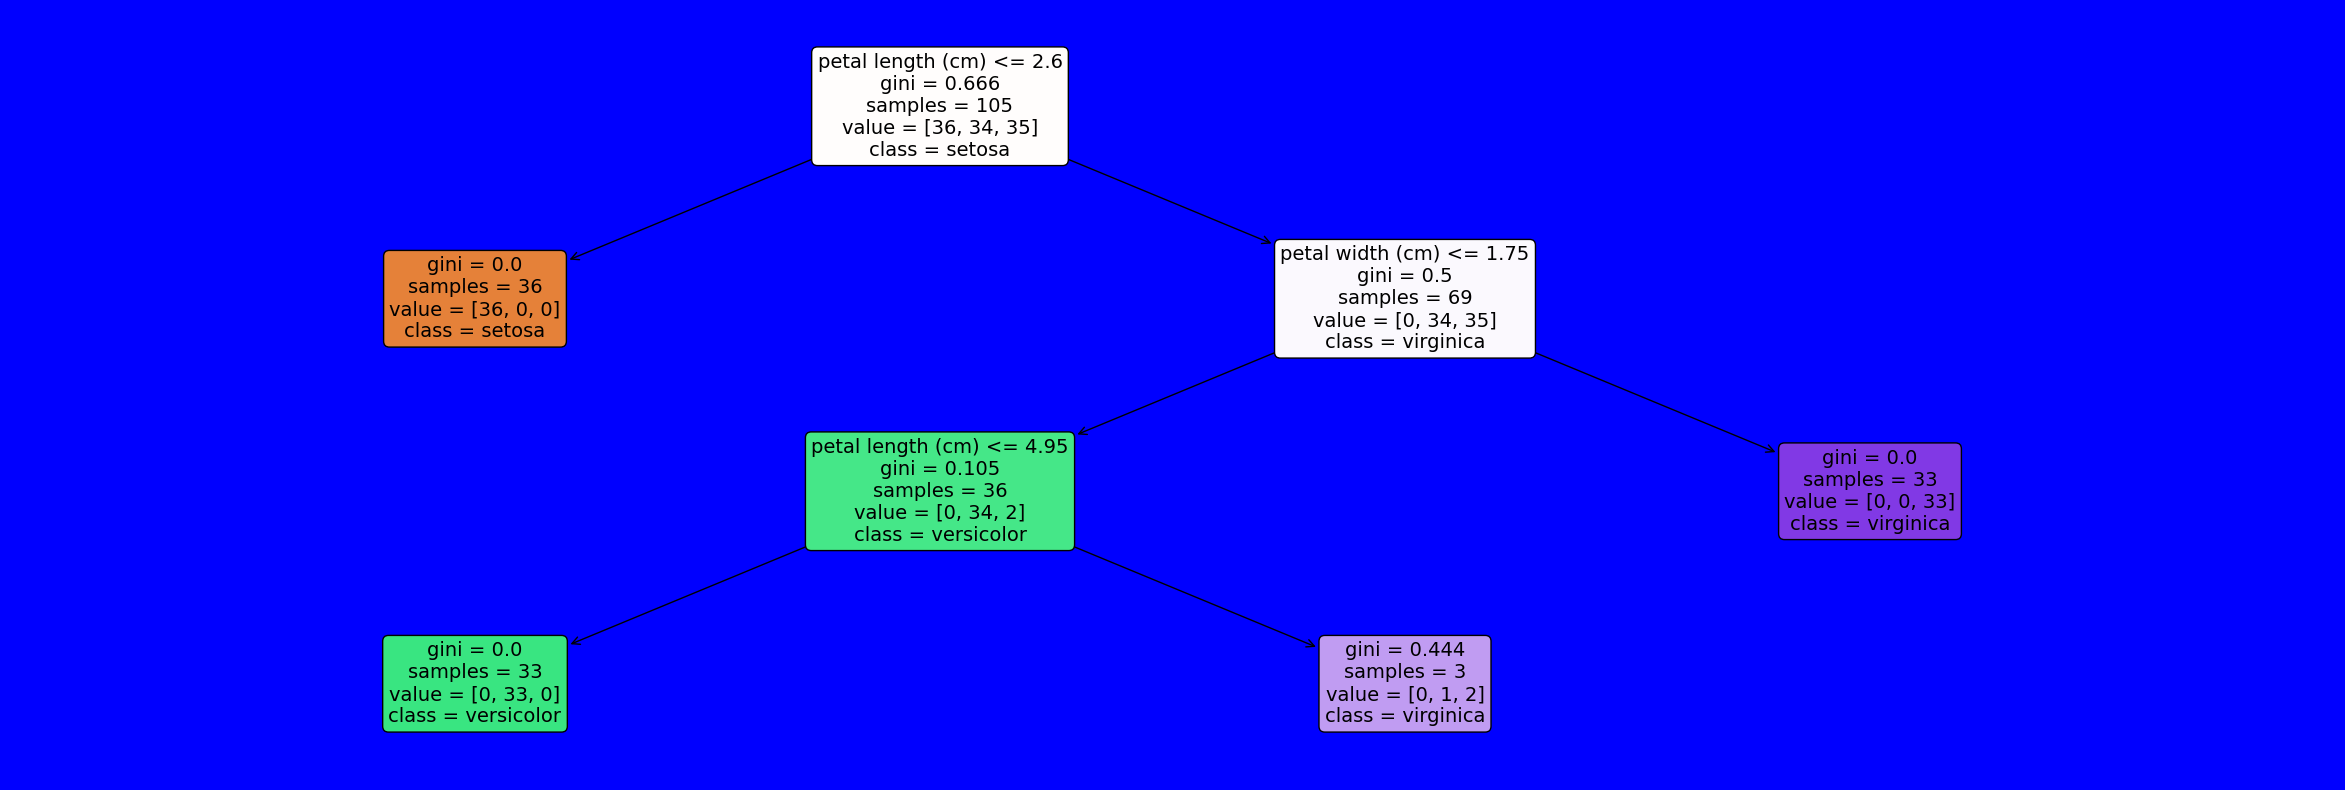 petal length (cm) <= 2.6
gini = 0.666
samples = 105
value = [36, 34, 35]
class = setosa
gini = 0.0
samples = 36
value = [36, 0, 0]
class = setosa
petal width (cm) <= 1.75
gini = 0.5
samples = 69
value = [0, 34, 35]
class = virginica
petal length (cm) <= 4.95
gini = 0.105
samples = 36
value = [0, 34, 2]
class = versicolor
gini = 0.0
samples = 33
value = [0, 0, 33]
class = virginica
gini = 0.0
samples = 33
value = [0, 33, 0]
class = versicolor
gini = 0.444
samples = 3
value = [0, 1, 2]
class = virginica